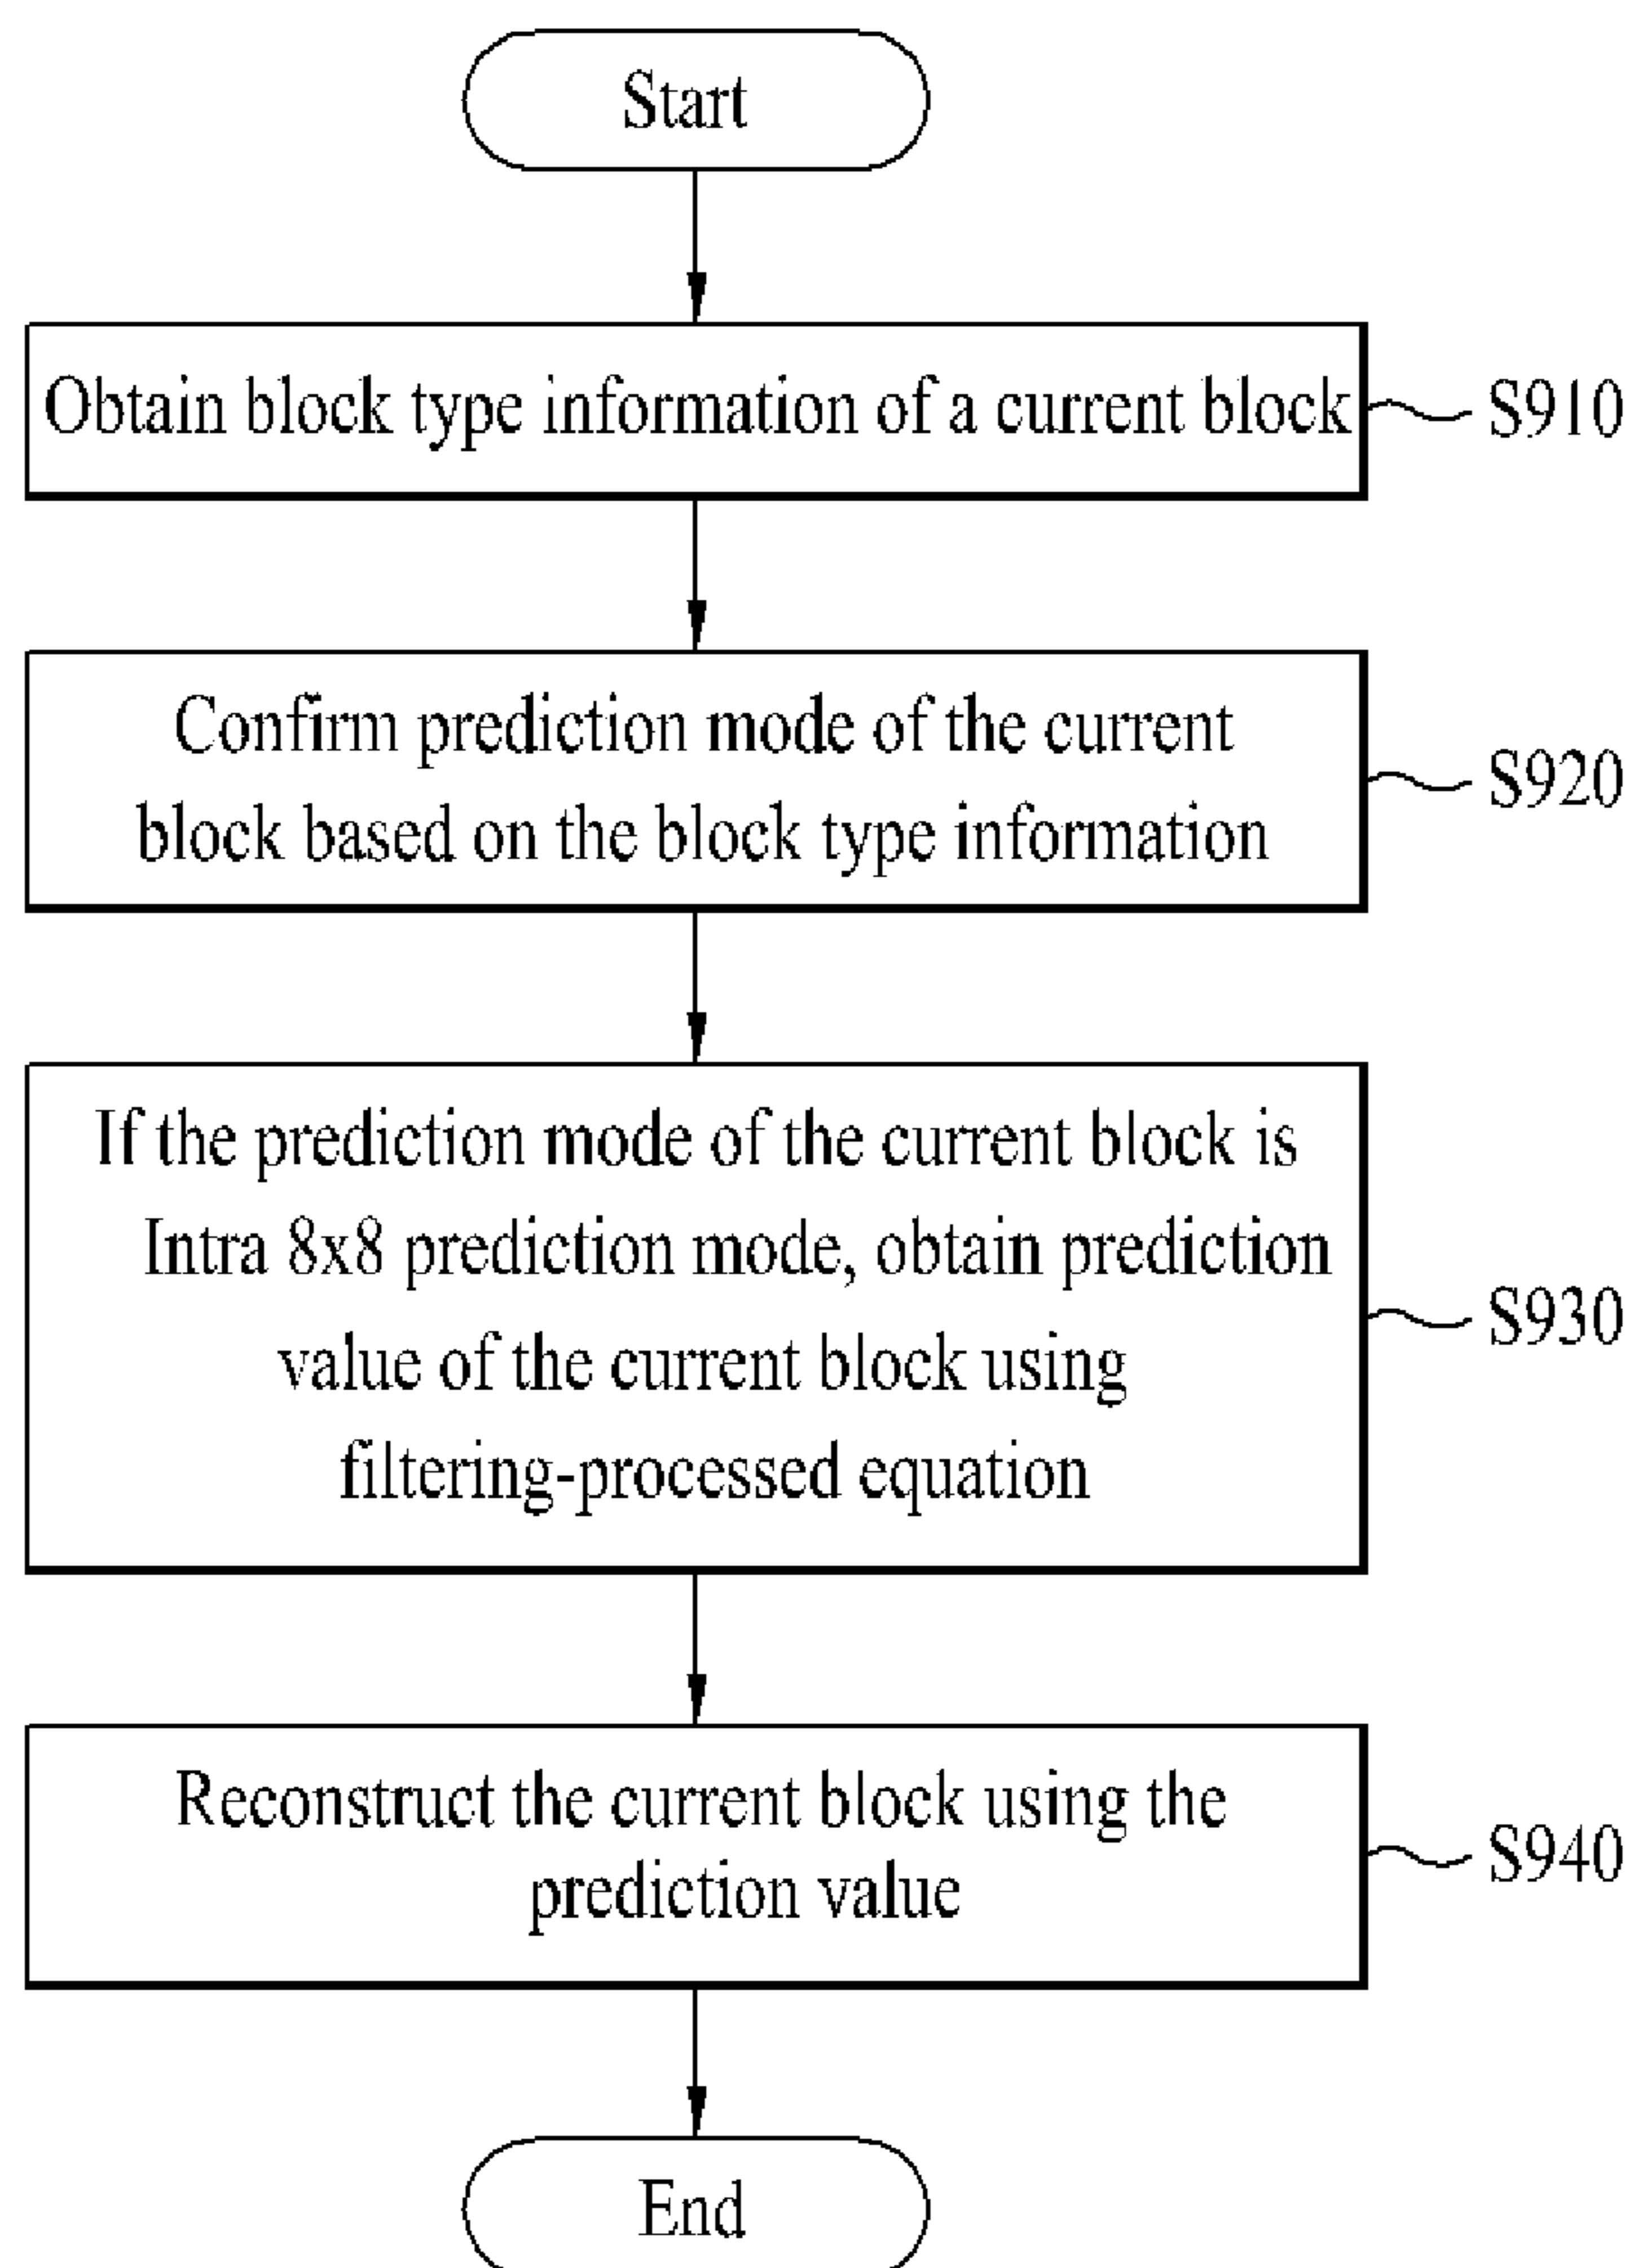 Start
Obtain block type information of a current block
S910
Confirm prediction mode of the current
block based on the block type information
S920
If the prediction mode of the current block is
Intra 8x8 prediction mode, obtain prediction
value of the current block using
filtering-processed equation
S930
Reconstruct the current block using the
prediction value
S940
End